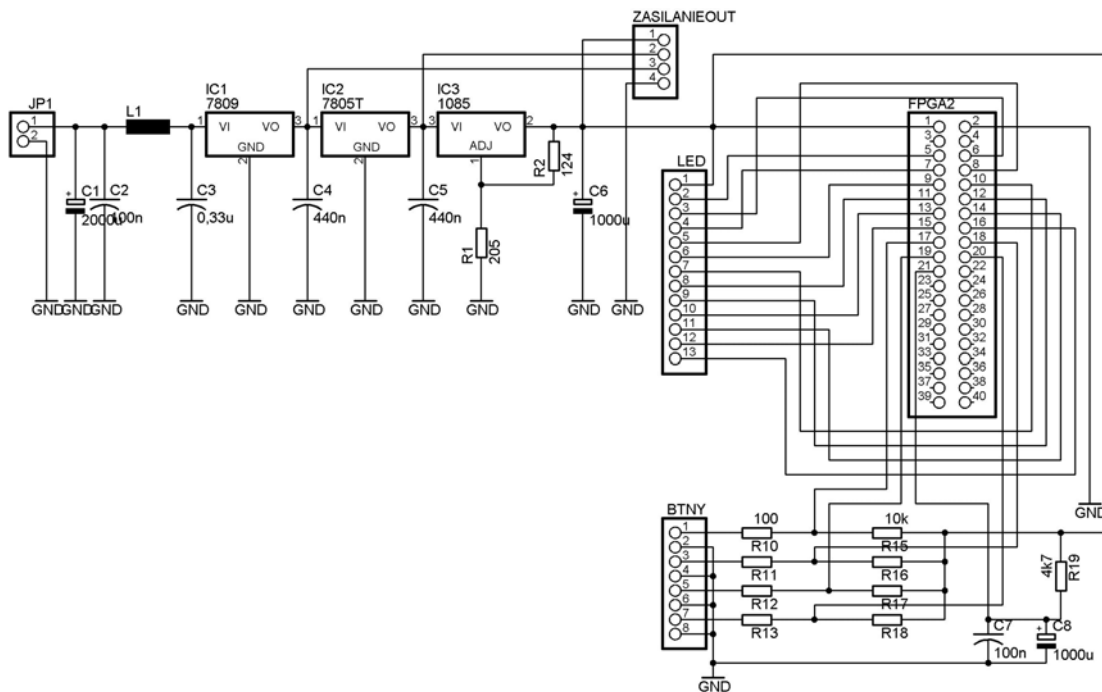 ZASILANIEOUT
1
2
3
4
JP1
1
2
L1
IC1
7809
1 VI VO 3
GND
2
IC2
7805T
1 VI VO 3
GND
2
IC3
1085
3 VI VO 2
ADJ
1
R2
124
R1
205
C1
2000u
C2
100n
C3
0,33u
C4
440n
C5
440n
C6
1000u
GND GND GND GND GND GND GND GND GND GND GND
LED
1
2
3
4
5
6
7
8
9
10
11
12
13
FPGA2
1 2
3 4
5 6
7 8
9 10
11 12
13 14
15 16
17 18
19 20
21 22
23 24
25 26
27 28
29 30
31 32
33 34
35 36
37 38
39 40
GND
BTNY
1
2
3
4
5
6
7
8
100 10k
R10 R15
R11 R16
R12 R17
R13 R18
4k7
R19
C7
100n
C8
1000u
GND